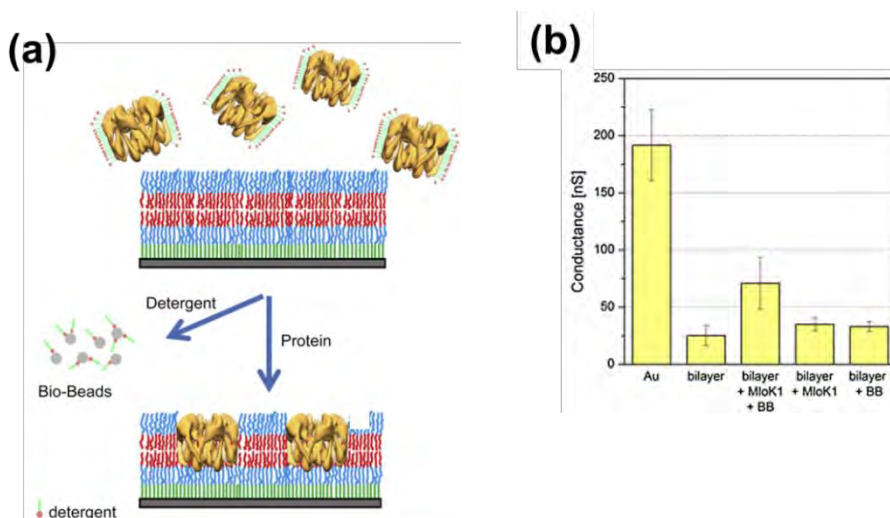 (a)
Detergent
Protein
Bio-Beads
detergent
(b)
Conductance [nS]
250
200
150
100
50
0
Au
bilayer
bilayer
+ MloK1
+ BB
bilayer
+ MloK1
bilayer
+ BB